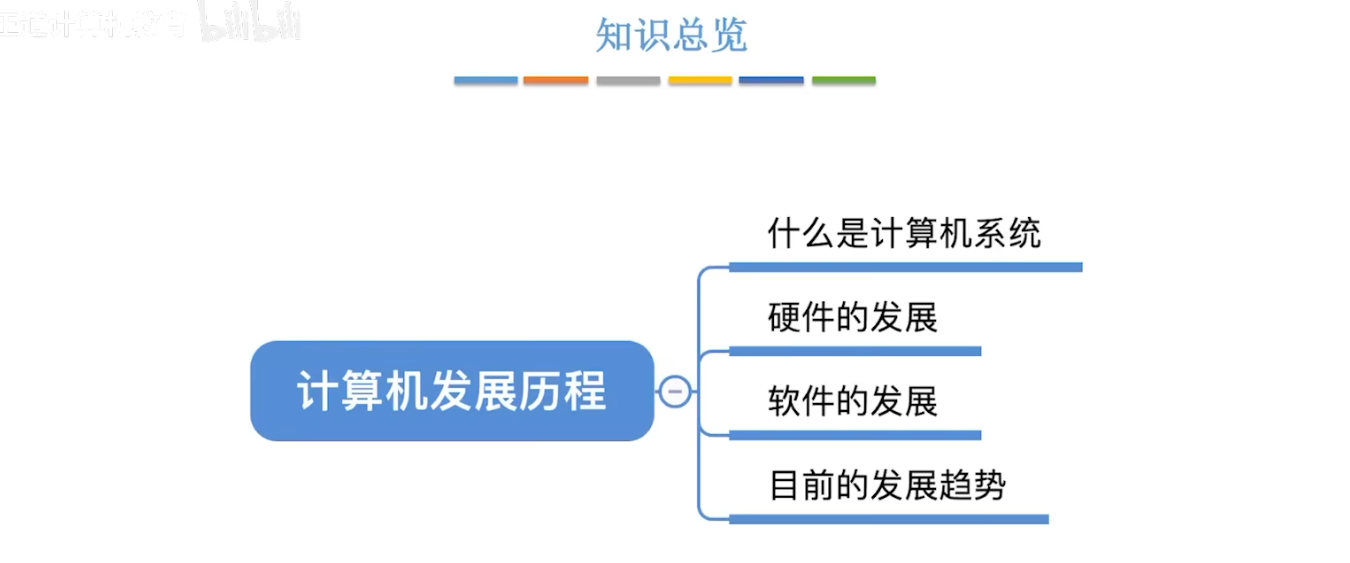 王道计算机教育 bilibili
知识总览
什么是计算机系统
硬件的发展
计算机发展历程
软件的发展
目前的发展趋势